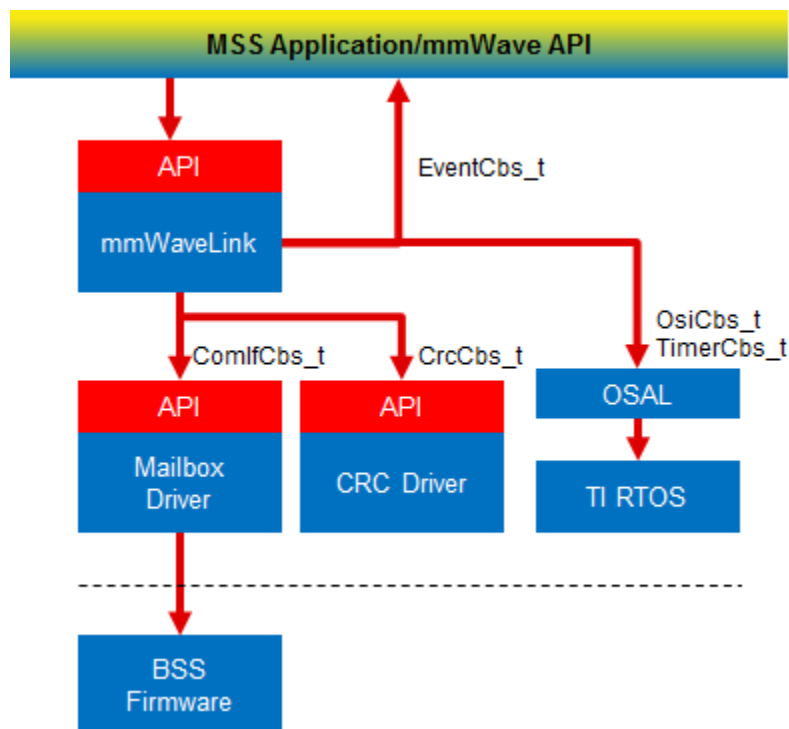 MSS Application/mmWave API
API
EventCbs_t
mmWaveLink
OsiCbs_t
TimerCbs_t
ComIfCbs_t
CrcCbs_t
API
API
OSAL
Mailbox
Driver
CRC Driver
TI RTOS
BSS
Firmware